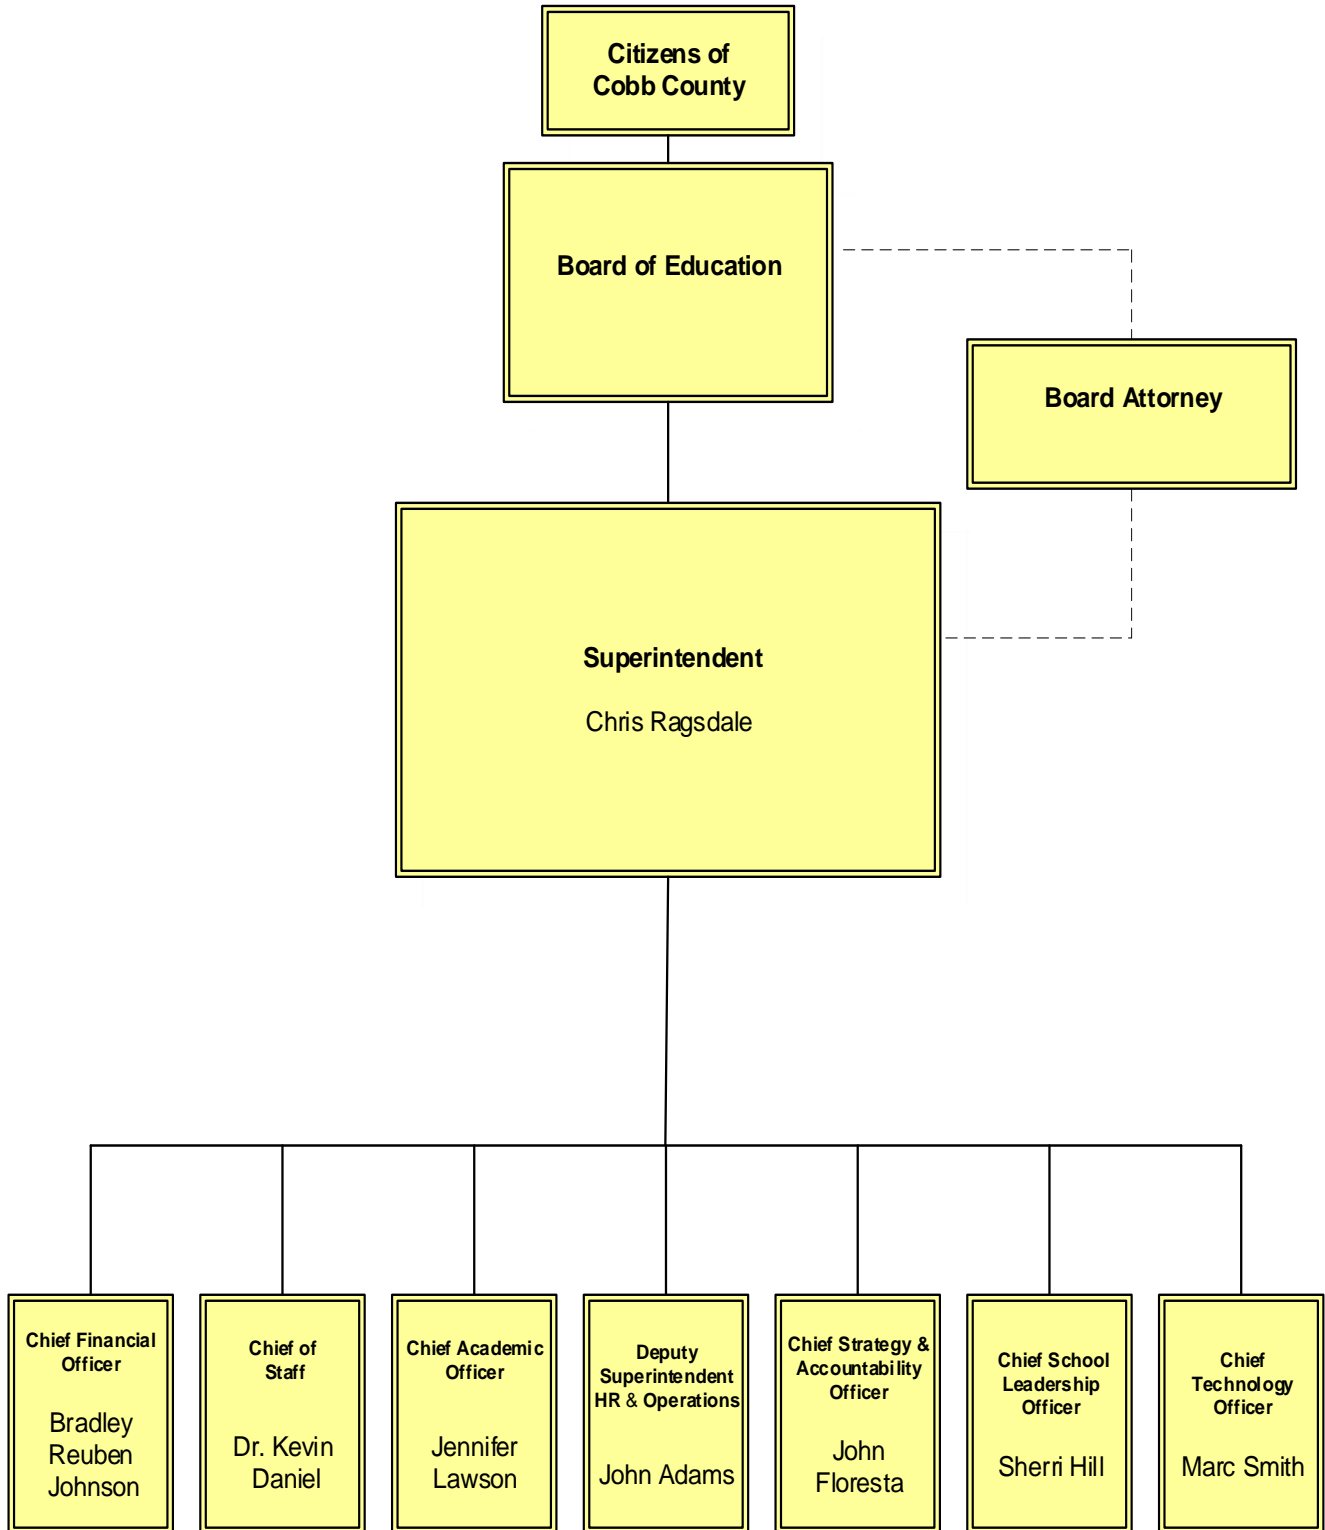 Citizens of
Cobb County
Board of Education
Board Attorney
Superintendent
Chris Ragsdale
Chief Financial
Officer
Bradley
Reuben
Johnson
Chief of
Staff
Dr. Kevin
Daniel
Chief Academic
Officer
Jennifer
Lawson
Deputy
Superintendent
HR & Operations
John Adams
Chief Strategy &
Accountability
Officer
John
Floresta
Chief School
Leadership
Officer
Sherri Hill
Chief
Technology
Officer
Marc Smith